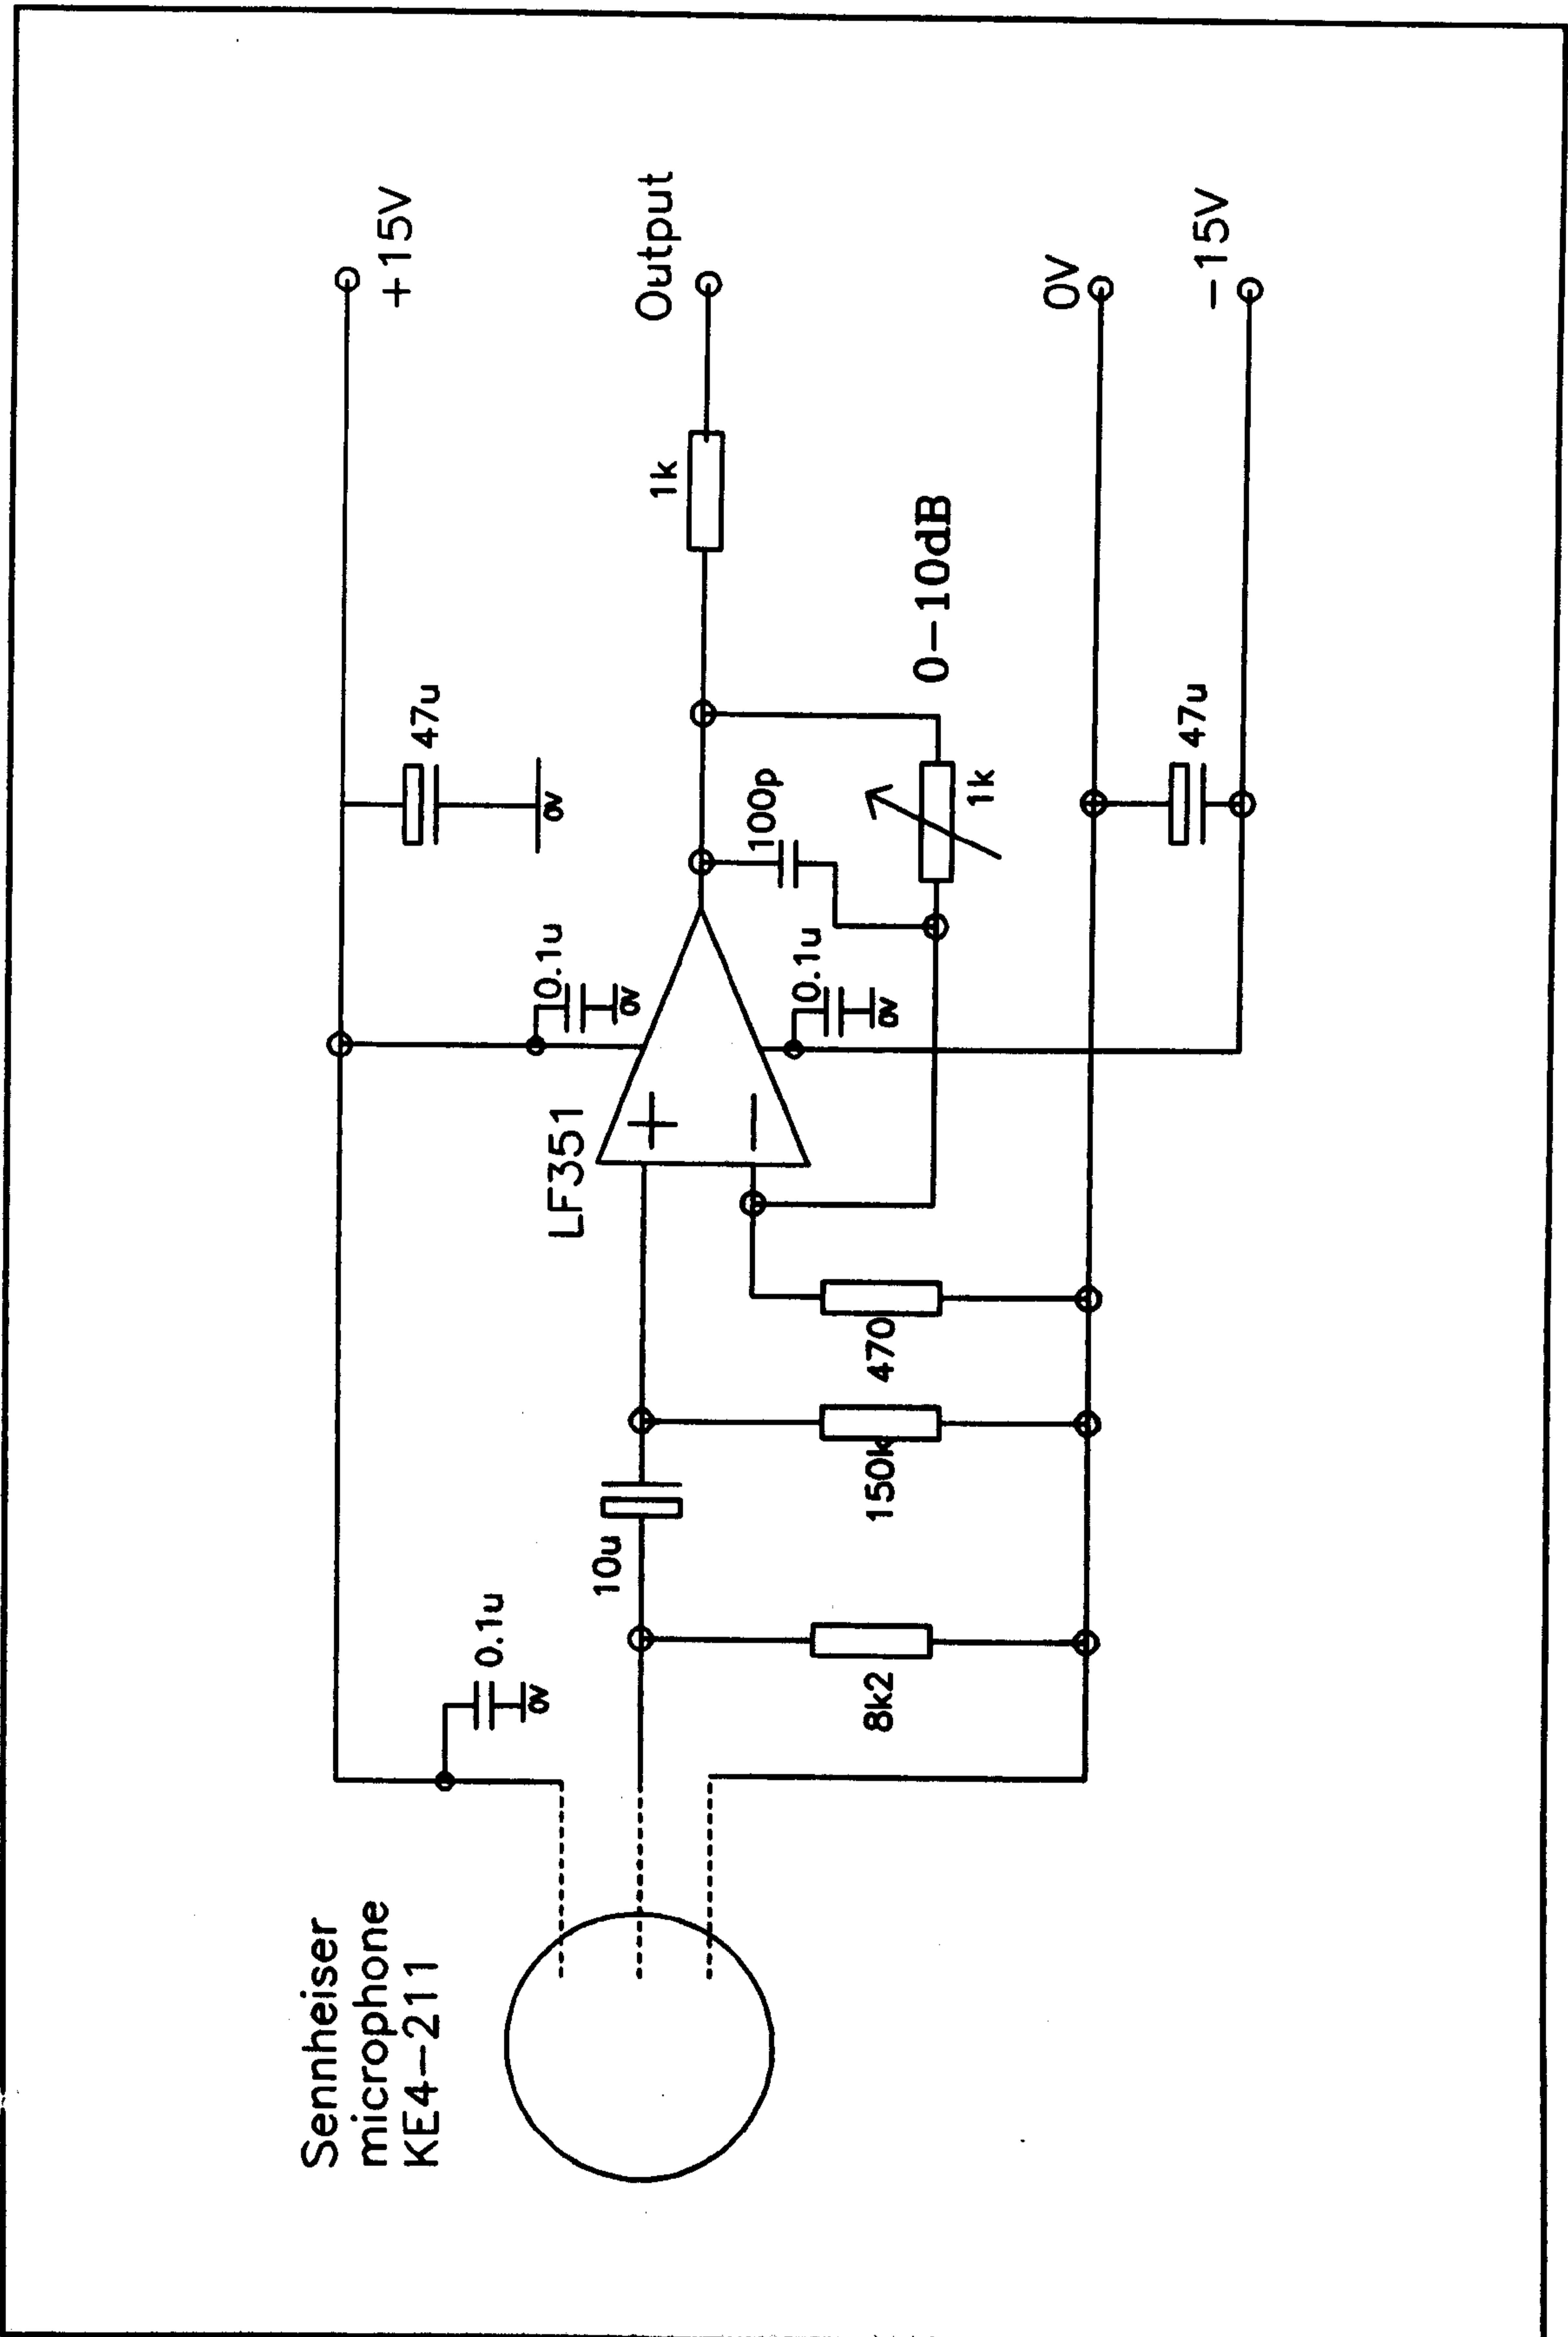 Sennheiser
microphone
KE4-211
0.1u
0V
10u
8k2
150k
470
LF351
0.1u
0V
0.1u
0V
100p
47u
0V
1k
0-10dB
1k
47u
+15V
Output
0V
-15V